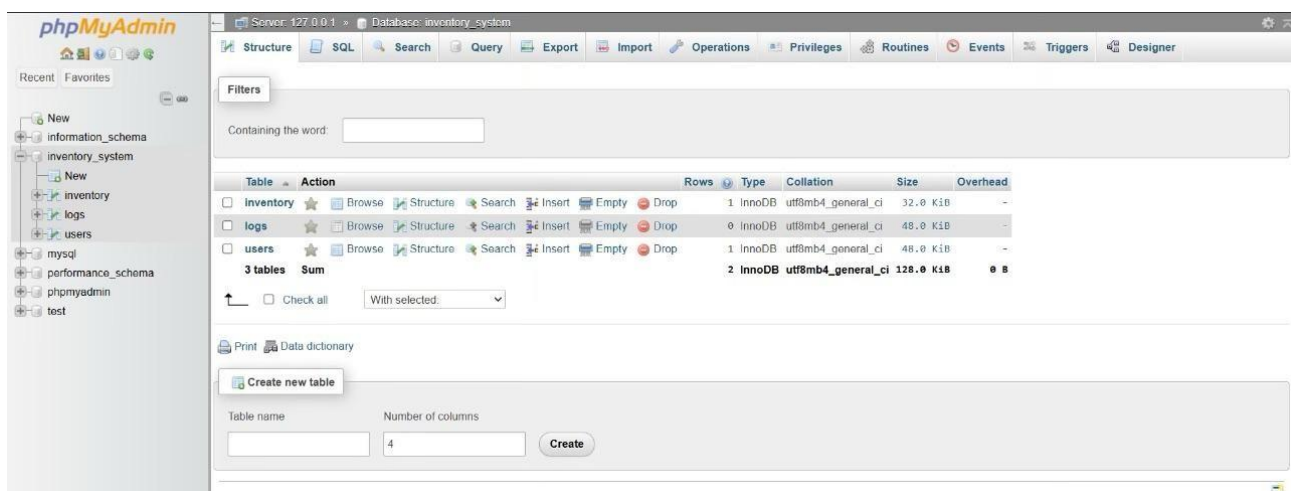 phpMyAdmin
Server: 127.0.0.1 » Database: inventory_system
Structure SQL Search Query Export Import Operations Privileges Routines Events Triggers Designer
Recent Favorites
New
information_schema
inventory_system
New
inventory
logs
users
mysql
performance_schema
phpmyadmin
test
Filters
Containing the word:
Table Action Rows Type Collation Size Overhead
inventory Browse Structure Search Insert Empty Drop 1 InnoDB utf8mb4_general_ci 32.0 KiB -
logs Browse Structure Search Insert Empty Drop 0 InnoDB utf8mb4_general_ci 48.0 KiB -
users Browse Structure Search Insert Empty Drop 1 InnoDB utf8mb4_general_ci 48.0 KiB -
3 tables Sum 2 InnoDB utf8mb4_general_ci 128.0 KiB 0 B
Check all With selected:
Print Data dictionary
Create new table
Table name Number of columns
4 Create